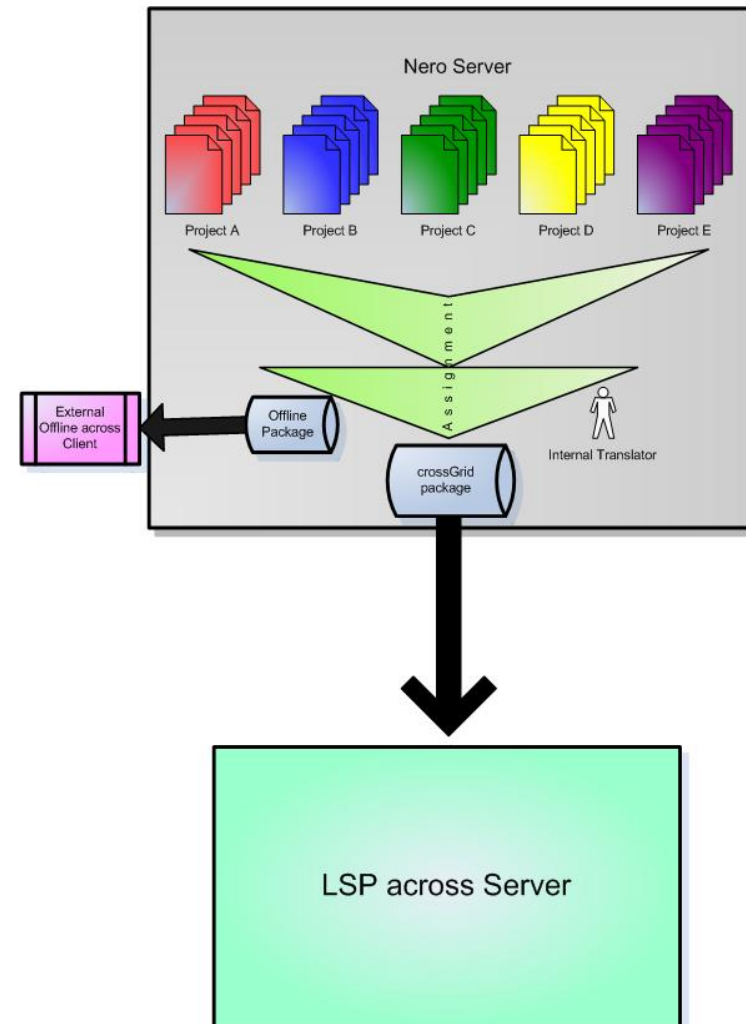 Nero Server
Project A
Project B
Project C
Project D
Project E
Assignment
External
Offline across
Client
Offline
Package
Internal Translator
crossGrid
package
LSP across Server